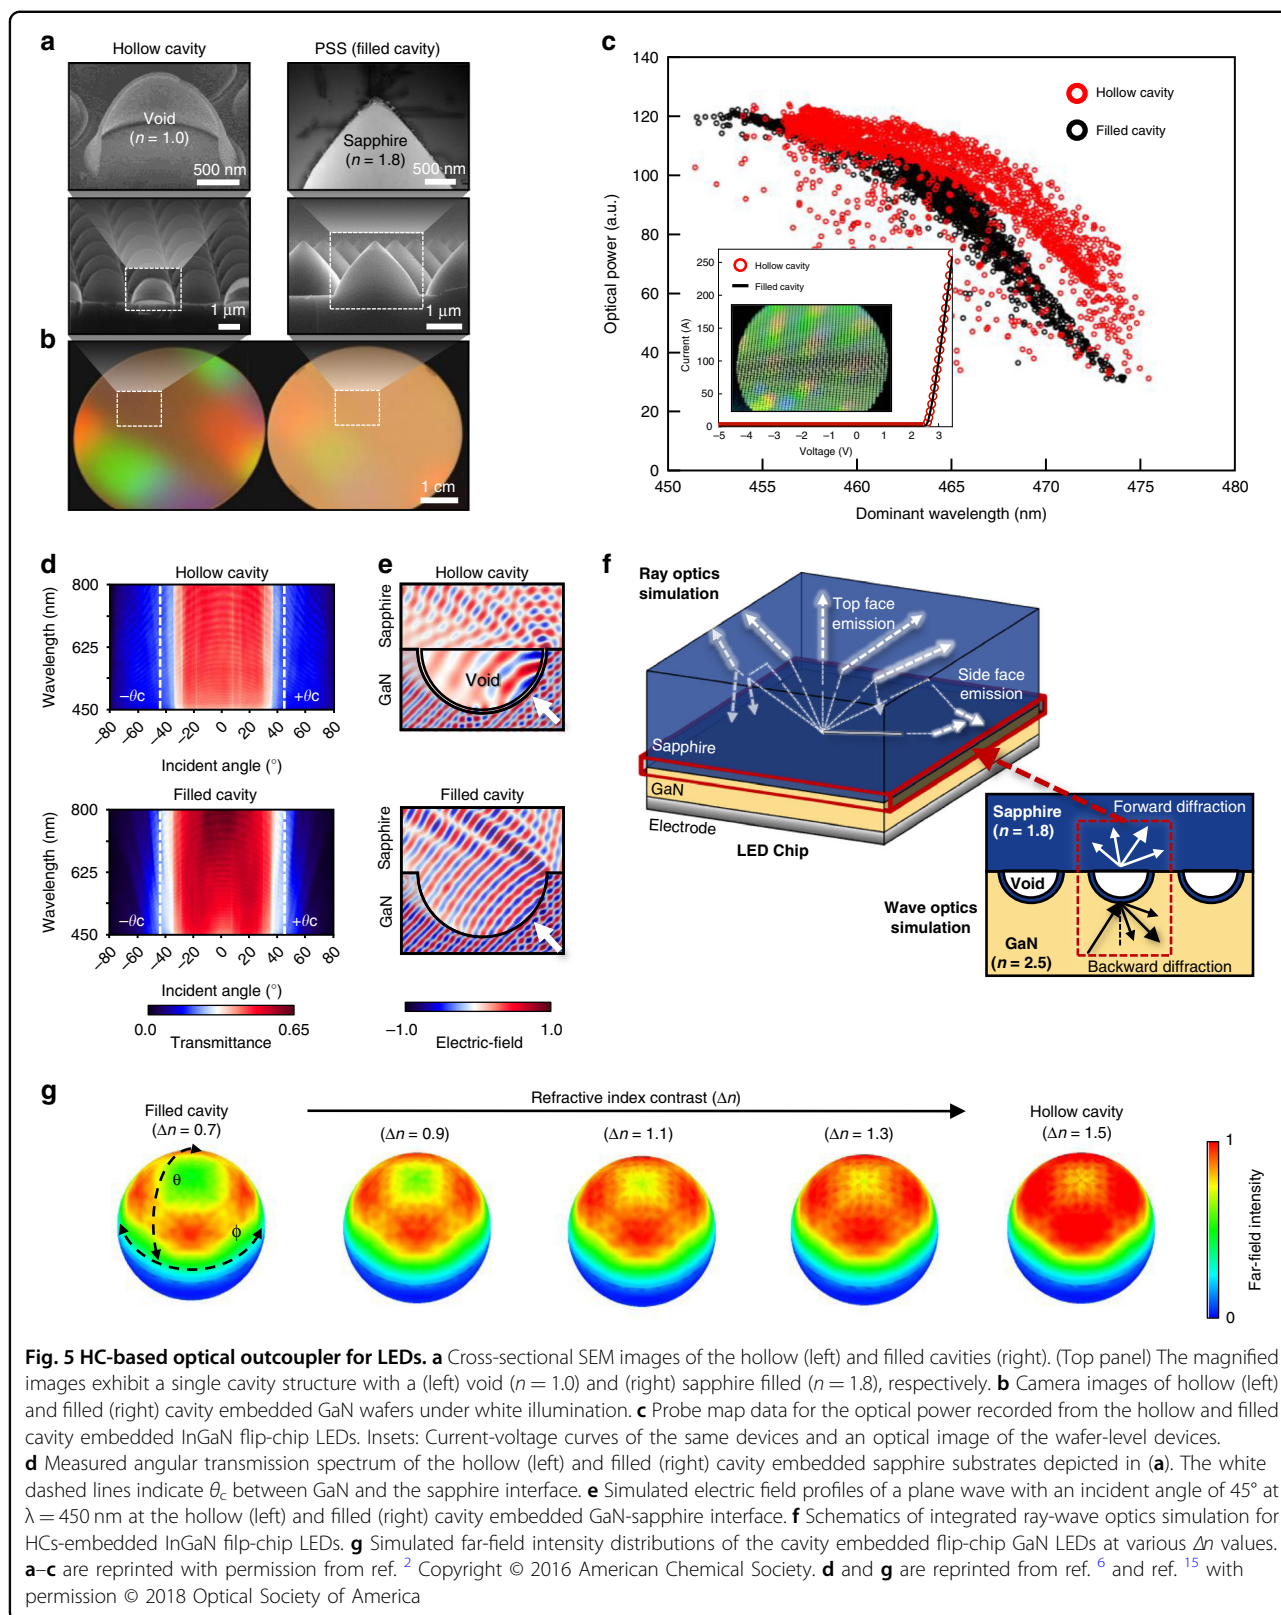 a
Hollow cavity
PSS (filled cavity)
Void
(n = 1.0)
500 nm
Sapphire
(n = 1.8)
500 nm
1 μm
1 μm
b
1 cm
c
140
120
100
80
60
40
20
0
Optical power (a.u.)
450
455
460
465
470
475
480
Dominant wavelength (nm)
Hollow cavity
Filled cavity
250
200
150
100
50
0
Current (A)
Hollow cavity
Filled cavity
−5
−4
−3
−2
−1
0
1
2
3
Voltage (V)
d
Hollow cavity
800
625
450
Wavelength (nm)
−θc
+θc
−80
−60
−40
−20
0
20
40
60
80
Incident angle (°)
Filled cavity
800
625
450
Wavelength (nm)
−θc
+θc
−80
−60
−40
−20
0
20
40
60
80
Incident angle (°)
0.0
0.65
Transmittance
e
Hollow cavity
Sapphire
GaN
Void
Filled cavity
Sapphire
GaN
−1.0
1.0
Electric-field
f
Ray optics
simulation
Top face
emission
Side face
emission
Sapphire
GaN
Electrode
LED Chip
Wave optics
simulation
Sapphire
(n = 1.8)
Forward diffraction
Void
GaN
(n = 2.5)
Backward diffraction
g
Refractive index contrast (Δn)
Filled cavity
(Δn = 0.7)
(Δn = 0.9)
(Δn = 1.1)
(Δn = 1.3)
Hollow cavity
(Δn = 1.5)
θ
ϕ
1
0
Far-field intensity
Fig. 5 HC-based optical outcoupler for LEDs. a Cross-sectional SEM images of the hollow (left) and filled cavities (right). (Top panel) The magnified
images exhibit a single cavity structure with a (left) void (n = 1.0) and (right) sapphire filled (n = 1.8), respectively. b Camera images of hollow (left)
and filled (right) cavity embedded GaN wafers under white illumination. c Probe map data for the optical power recorded from the hollow and filled
cavity embedded InGaN flip-chip LEDs. Insets: Current-voltage curves of the same devices and an optical image of the wafer-level devices.
d Measured angular transmission spectrum of the hollow (left) and filled (right) cavity embedded sapphire substrates depicted in (a). The white
dashed lines indicate θc between GaN and the sapphire interface. e Simulated electric field profiles of a plane wave with an incident angle of 45° at
λ = 450 nm at the hollow (left) and filled (right) cavity embedded GaN-sapphire interface. f Schematics of integrated ray-wave optics simulation for
HCs-embedded InGaN filp-chip LEDs. g Simulated far-field intensity distributions of the cavity embedded flip-chip GaN LEDs at various Δn values.
a–c are reprinted with permission from ref. 2 Copyright © 2016 American Chemical Society. d and g are reprinted from ref. 6 and ref. 15 with
permission © 2018 Optical Society of America